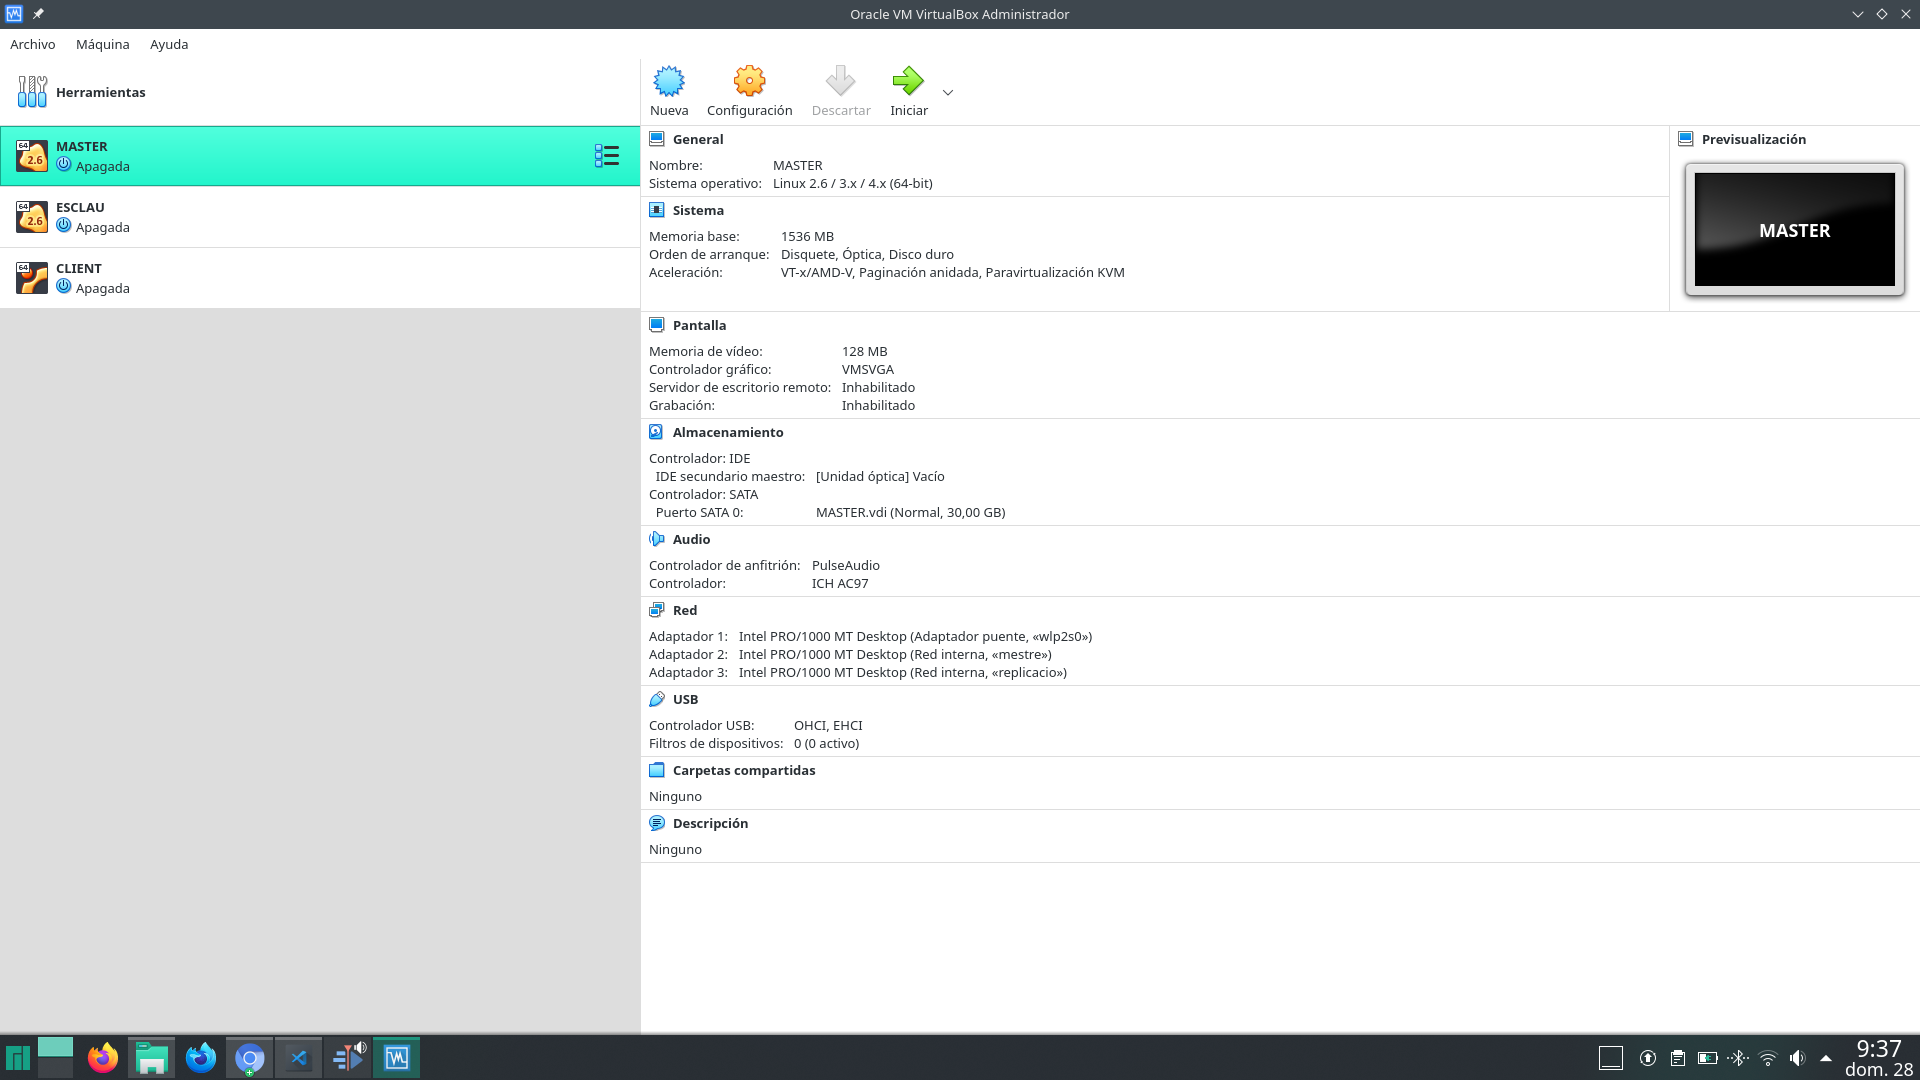 Oracle VM VirtualBox Administrador
Archivo Máquina Ayuda
Herramientas
Nueva Configuración Descartar Iniciar
64
2.6
MASTER
Apagada
64
2.6
ESCLAU
Apagada
64
CLIENT
Apagada
General
Nombre: MASTER
Sistema operativo: Linux 2.6 / 3.x / 4.x (64-bit)
Previsualización
MASTER
Sistema
Memoria base: 1536 MB
Orden de arranque: Disquete, Óptica, Disco duro
Aceleración: VT-x/AMD-V, Paginación anidada, Paravirtualización KVM
Pantalla
Memoria de vídeo: 128 MB
Controlador gráfico: VMSVGA
Servidor de escritorio remoto: Inhabilitado
Grabación: Inhabilitado
Almacenamiento
Controlador: IDE
IDE secundario maestro: [Unidad óptica] Vacío
Controlador: SATA
Puerto SATA 0: MASTER.vdi (Normal, 30,00 GB)
Audio
Controlador de anfitrión: PulseAudio
Controlador: ICH AC97
Red
Adaptador 1: Intel PRO/1000 MT Desktop (Adaptador puente, «wlp2s0»)
Adaptador 2: Intel PRO/1000 MT Desktop (Red interna, «mestre»)
Adaptador 3: Intel PRO/1000 MT Desktop (Red interna, «replicacio»)
USB
Controlador USB: OHCI, EHCI
Filtros de dispositivos: 0 (0 activo)
Carpetas compartidas
Ninguno
Descripción
Ninguno
9:37
dom. 28